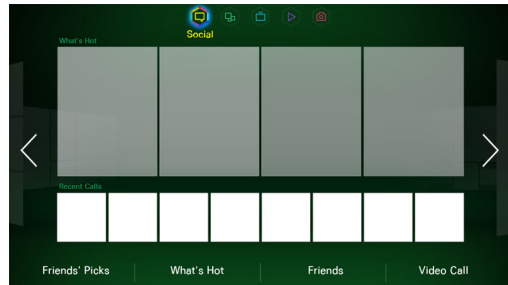 Social
What's Hot
Recent Calls
Friends' Picks
What's Hot
Friends
Video Call